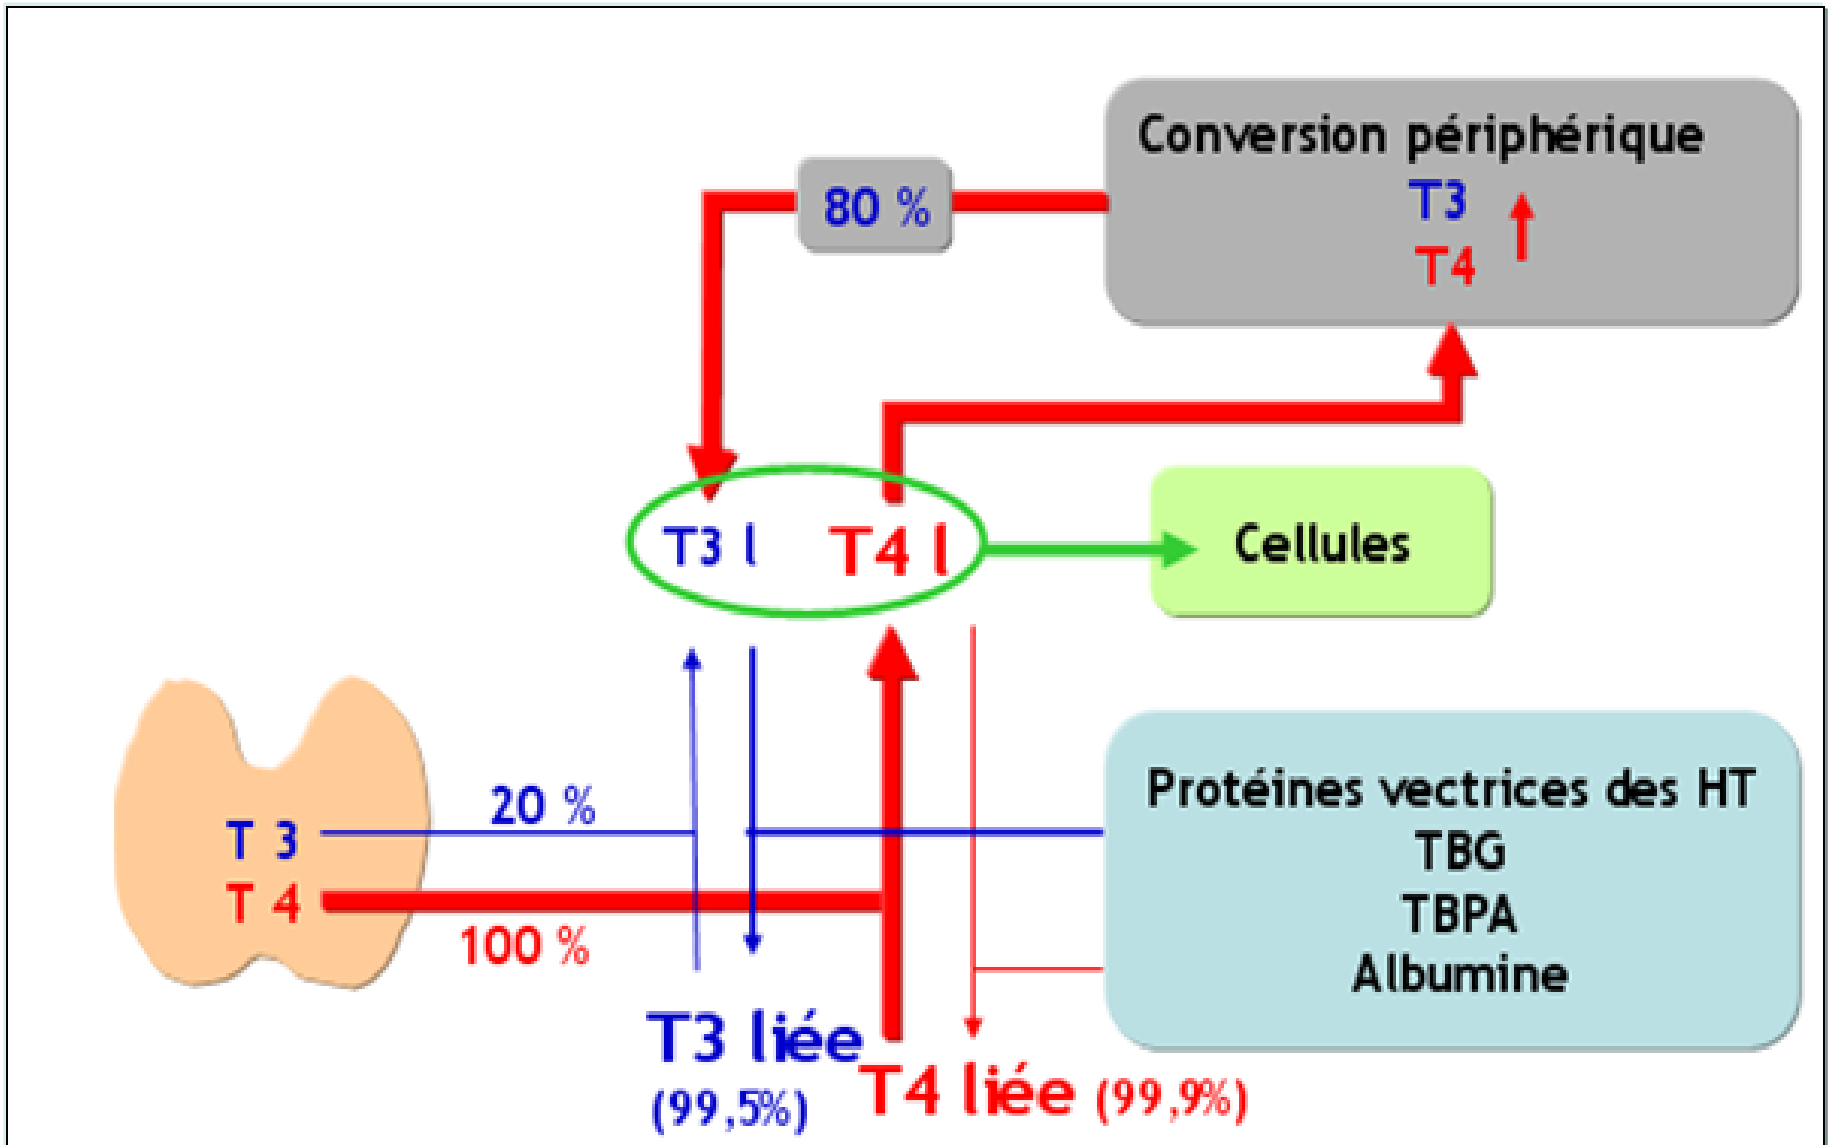 Conversion périphérique
T3
T4
80 %
T3 l
T4 l
Cellules
20 %
T 3
T 4
100 %
Protéines vectrices des HT
TBG
TBPA
Albumine
T3 liée
(99,5%)
T4 liée (99,9%)